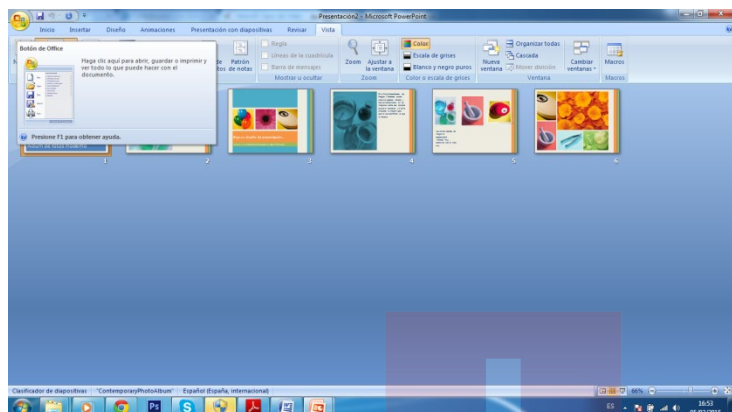 Presentación2 - Microsoft PowerPoint
Inicio Insertar Diseño Animaciones Presentación con diapositivas Revisar Vista
Botón de Office
Haga clic aquí para abrir, guardar o imprimir y
ver todo lo que puede hacer con el
documento.
Presione F1 para obtener ayuda.
Patrón
de notas
Regla
Líneas de la cuadrícula
Barra de mensajes
Mostrar u ocultar
Zoom
Ajustar a
la ventana
Zoom
Color
Escala de grises
Blanco y negro puros
Color o escala de grises
Nueva
ventana
Organizar todas
Cascada
Mover división
Cambiar
ventanas
Ventana
Macros
Macros
1 2 3 4 5 6
Clasificador de diapositivas "ContemporaryPhotoAlbum" Español (España, internacional)
66%
Ps
ES
16:53